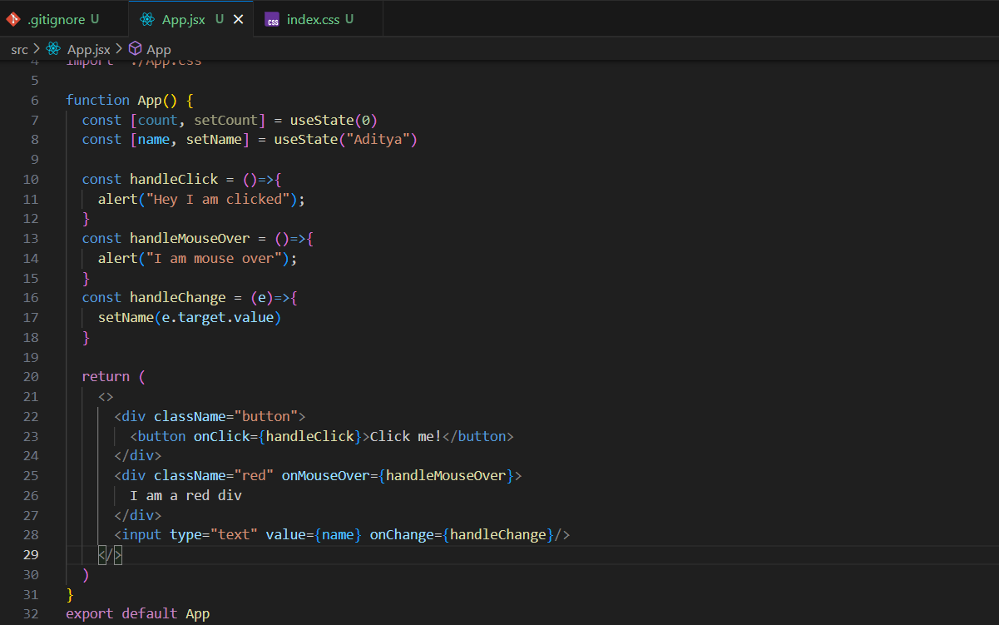 .gitignore U App.jsx U index.css U
src > App.jsx > App
4 import './App.css'
5
6 function App() {
7 const [count, setCount] = useState(0)
8 const [name, setName] = useState("Aditya")
9
10 const handleClick = ()=>{
11 alert("Hey I am clicked");
12 }
13 const handleMouseOver = ()=>{
14 alert("I am mouse over");
15 }
16 const handleChange = (e)=>{
17 setName(e.target.value)
18 }
19
20 return (
21 <>
22 <div className="button">
23 <button onClick={handleClick}>Click me!</button>
24 </div>
25 <div className="red" onMouseOver={handleMouseOver}>
26 I am a red div
27 </div>
28 <input type="text" value={name} onChange={handleChange}/>
29 </>
30 )
31 }
32 export default App